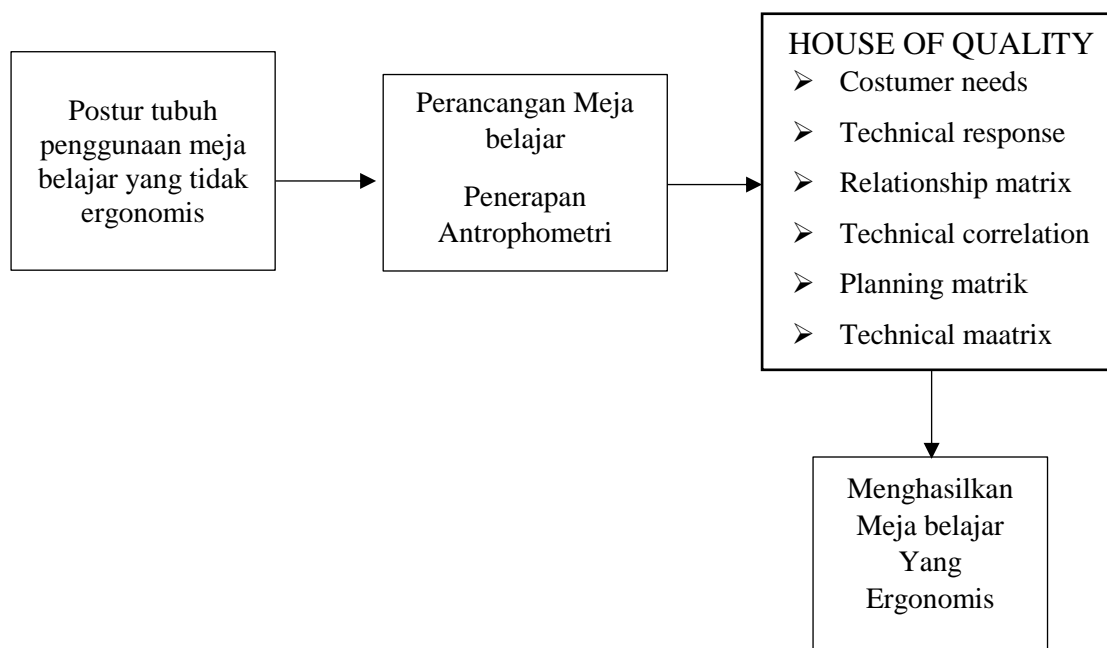 Postur tubuh
penggunaan meja
belajar yang tidak
ergonomis
Perancangan Meja
belajar
Penerapan
Antrophometri
HOUSE OF QUALITY
➢ Costumer needs
➢ Technical response
➢ Relationship matrix
➢ Technical correlation
➢ Planning matrik
➢ Technical maatrix
Menghasilkan
Meja belajar
Yang
Ergonomis